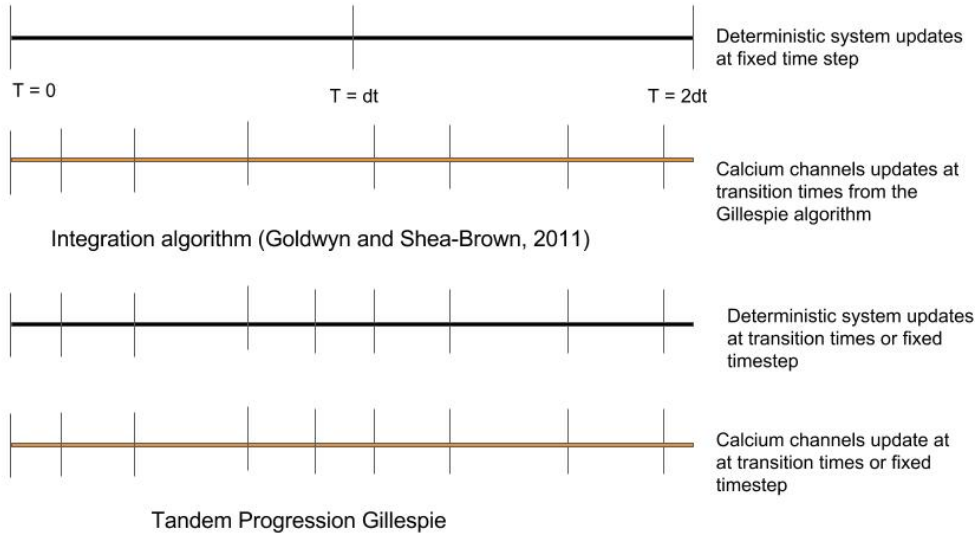 Deterministic system updates
at fixed time step
T = 0
T = dt
T = 2dt
Calcium channels updates at
transition times from the
Gillespie algorithm
Integration algorithm (Goldwyn and Shea-Brown, 2011)
Deterministic system updates
at transition times or fixed
timestep
Calcium channels update at
at transition times or fixed
timestep
Tandem Progression Gillespie